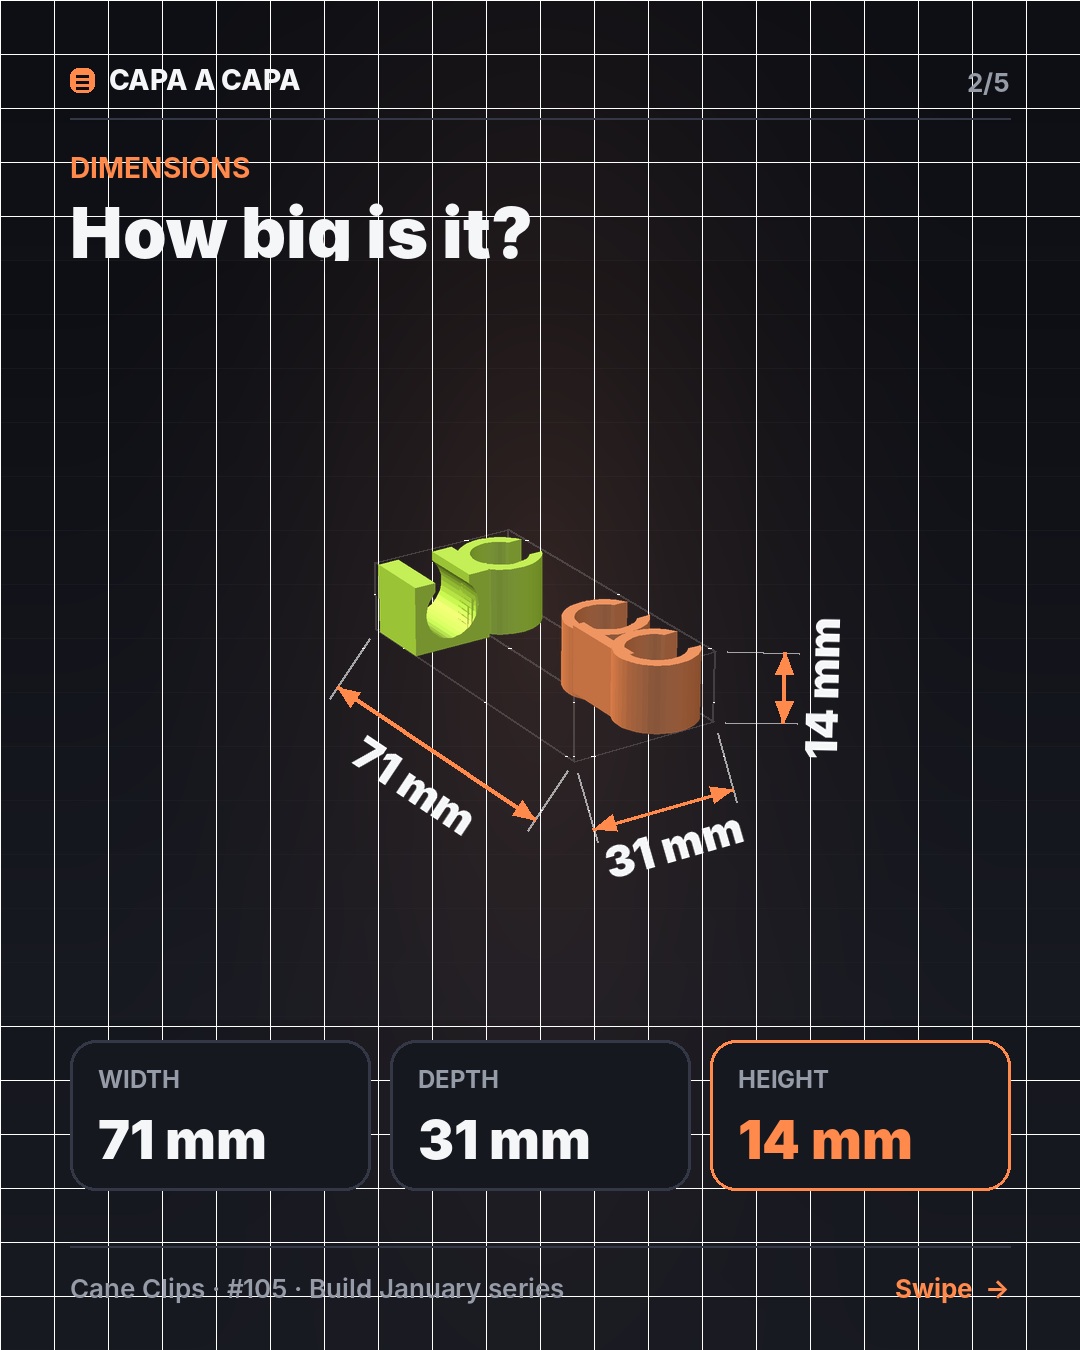 CAPA A CAPA
2/5
DIMENSIONS
How big is it?
14 mm
71 mm
31 mm
WIDTH
DEPTH
HEIGHT
71 mm
31 mm
14 mm
Cane Clips · #105 · Build January series
Swipe →